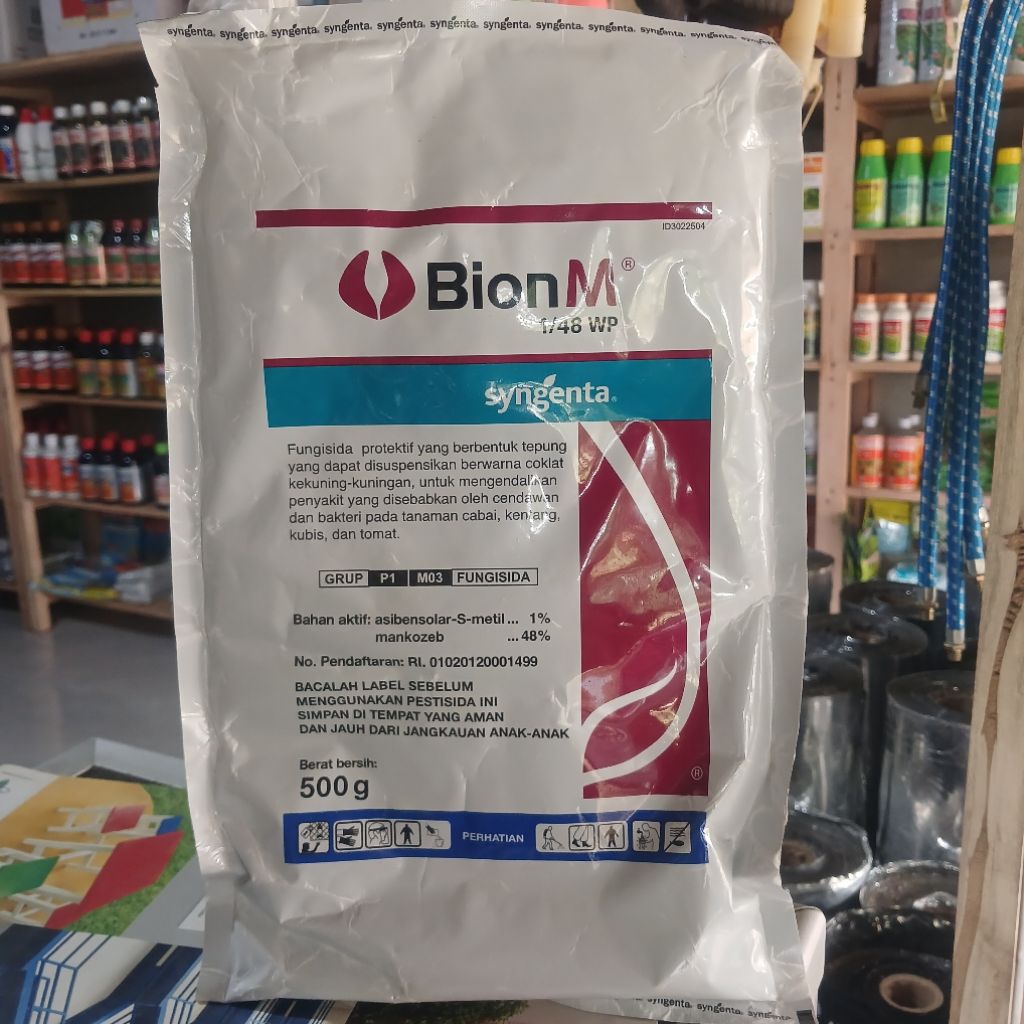 syngenta. syngenta. syngenta. syngenta. syngenta. syngenta. syngenta. syngenta. syngenta. syngenta. syngenta.
ID3022504
BionM®
1/48 WP
syngenta®
Fungisida protektif yang berbentuk tepung
yang dapat disuspensikan berwarna coklat
kekuning-kuningan, untuk mengendalikan
penyakit yang disebabkan oleh cendawan
dan bakteri pada tanaman cabai, kentang,
kubis, dan tomat.
GRUP P1 M03 FUNGISIDA
Bahan aktif: asibensolar-S-metil ... 1%
mankozeb ... 48%
No. Pendaftaran: RI. 01020120001499
BACALAH LABEL SEBELUM
MENGGUNAKAN PESTISIDA INI
SIMPAN DI TEMPAT YANG AMAN
DAN JAUH DARI JANGKAUAN ANAK-ANAK
Berat bersih:
500 g
®
PERHATIAN
syngenta. syngenta.